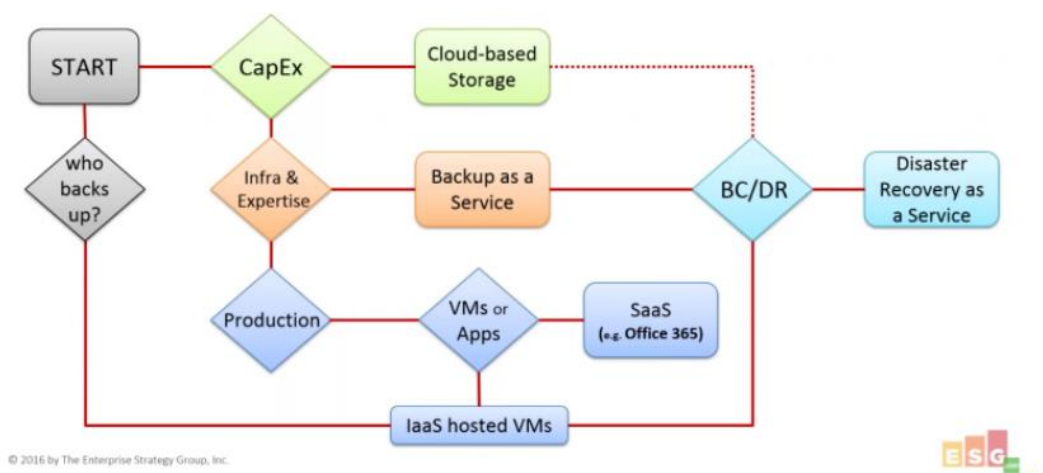 START
CapEx
Cloud-based
Storage
who
backs
up?
Infra &
Expertise
Backup as a
Service
BC/DR
Disaster
Recovery as
a Service
Production
VMs or
Apps
SaaS
(e.g. Office 365)
IaaS hosted VMs
© 2016 by The Enterprise Strategy Group, Inc.
ESG